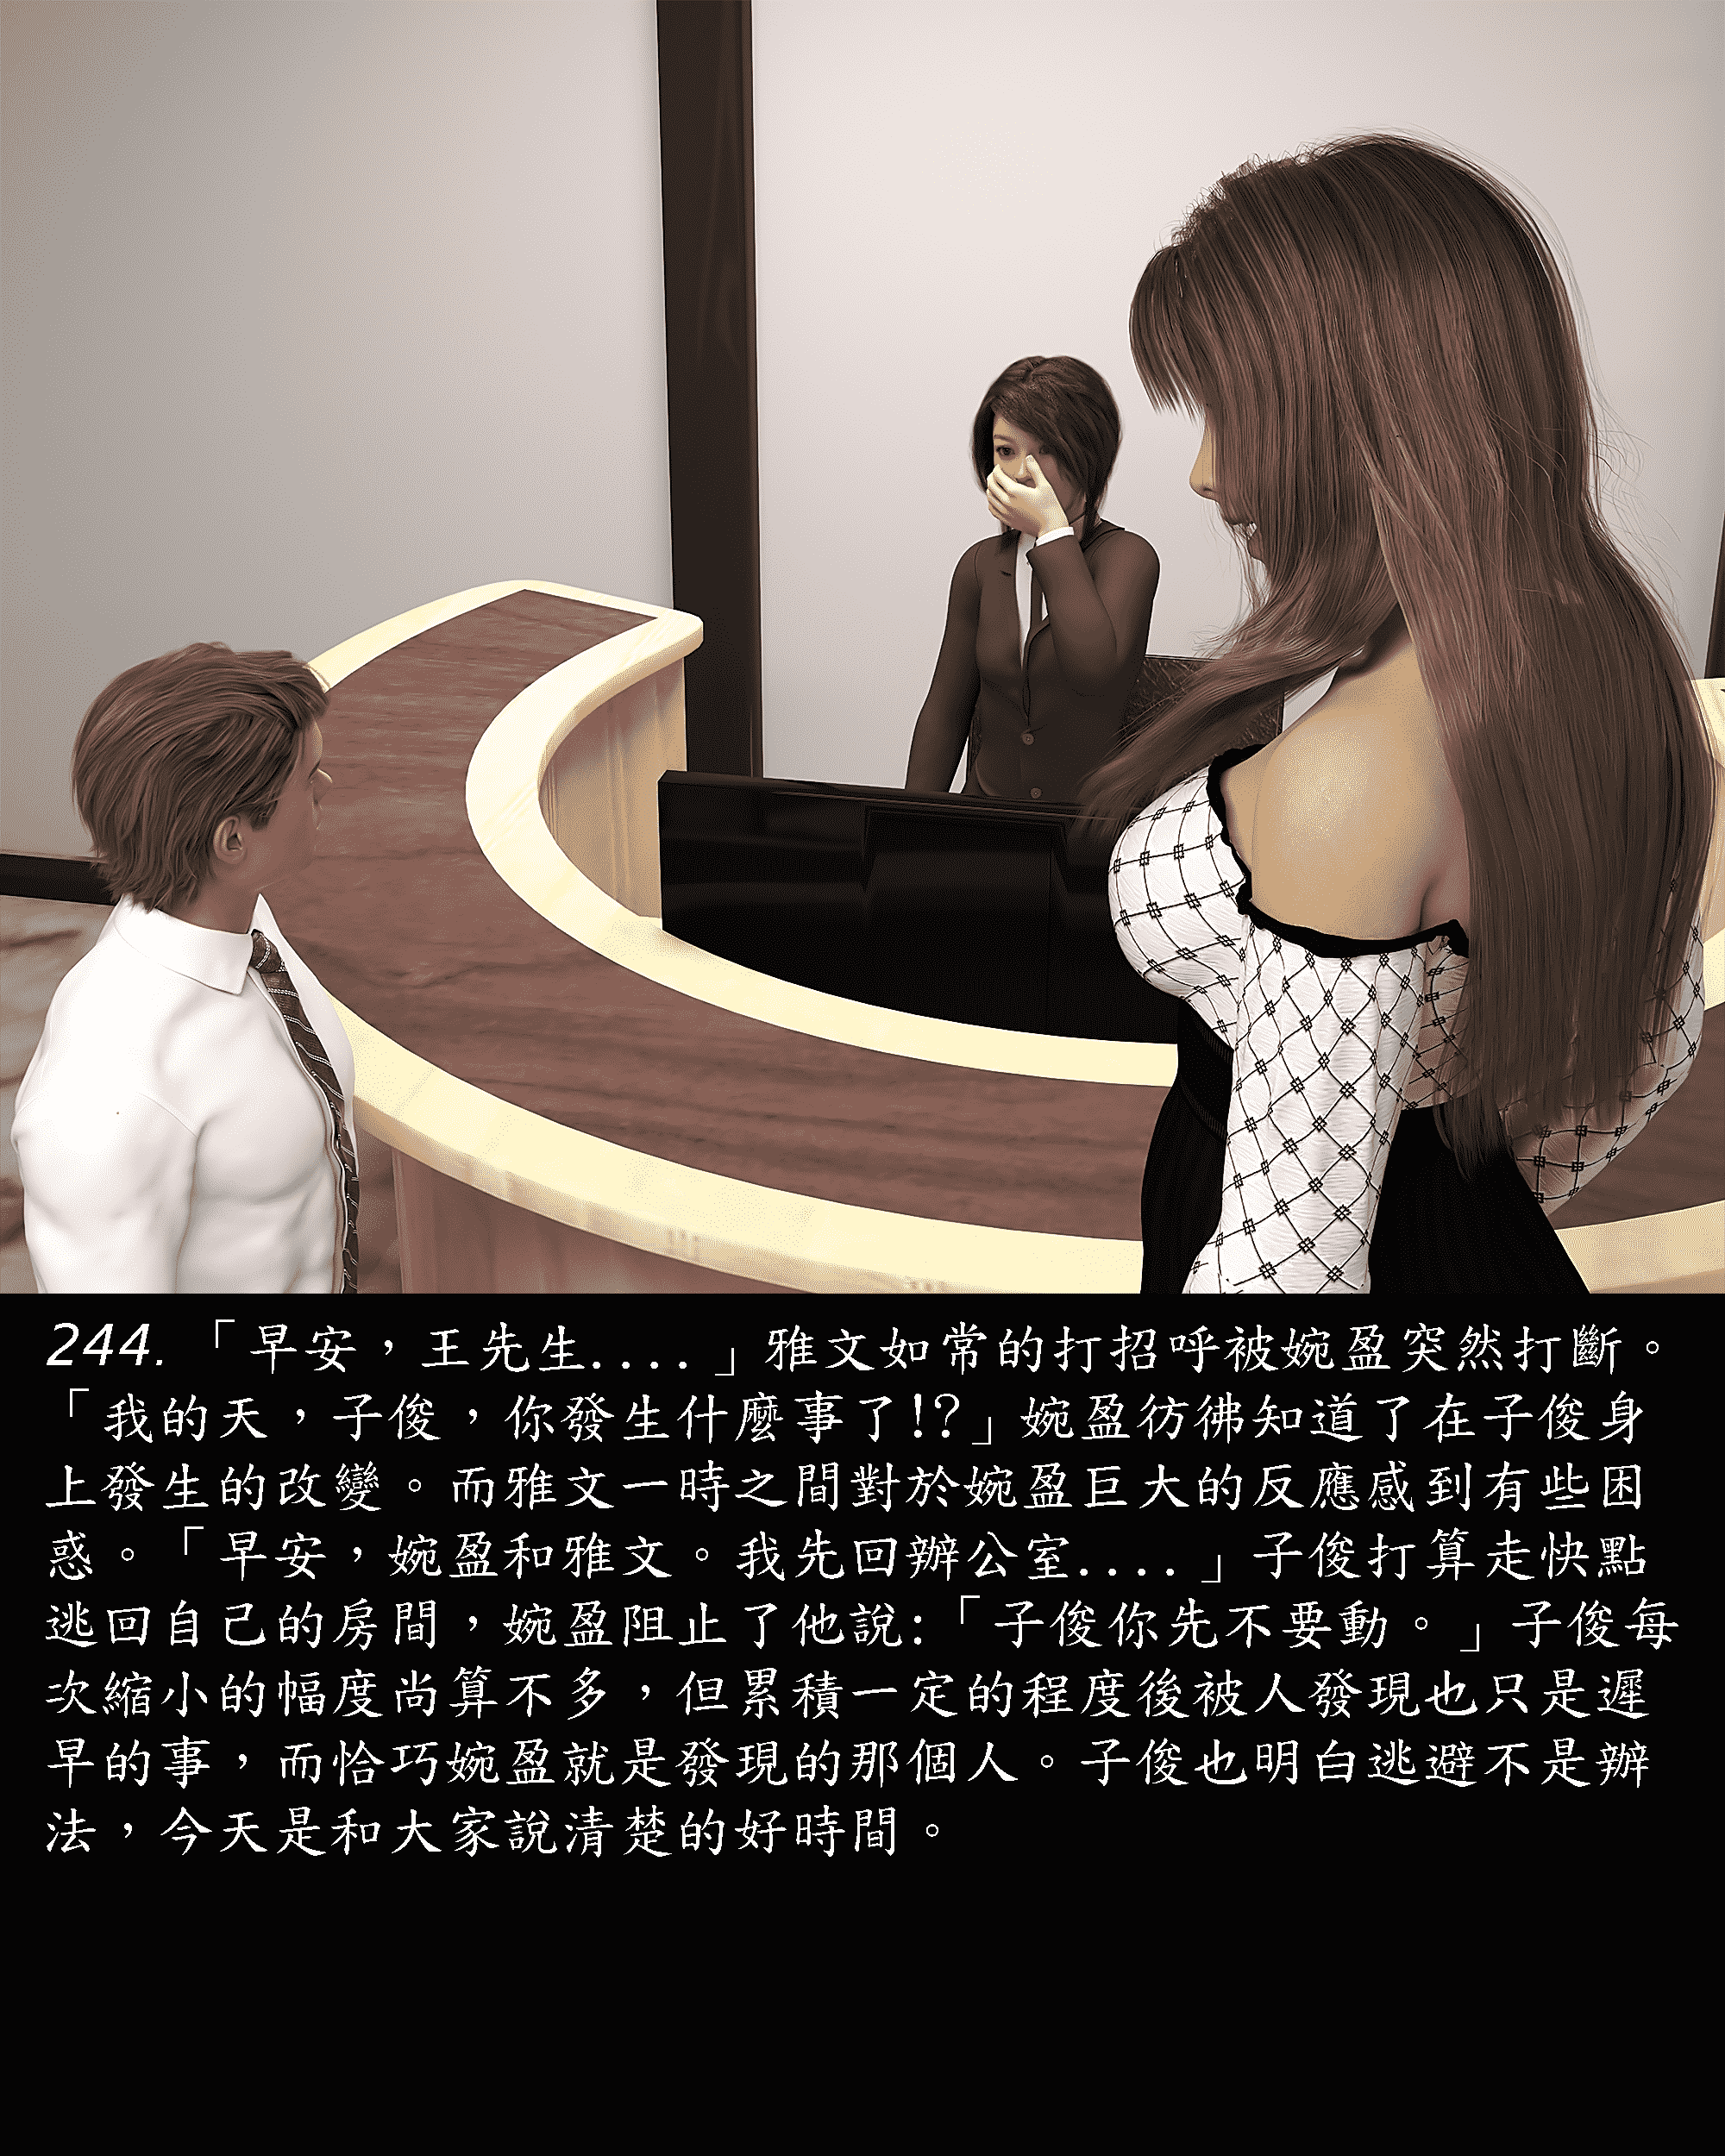 244. 「早安，王先生....」雅文如常的打招呼被婉盈突然打斷。
「我的天，子俊，你發生什麼事了!?」婉盈彷彿知道了在子俊身
上發生的改變。而雅文一時之間對於婉盈巨大的反應感到有些困
惑。「早安，婉盈和雅文。我先回辦公室....」子俊打算走快點
逃回自己的房間，婉盈阻止了他說:「子俊你先不要動。」子俊每
次縮小的幅度尚算不多，但累積一定的程度後被人發現也只是遲
早的事，而恰巧婉盈就是發現的那個人。子俊也明白逃避不是辦
法，今天是和大家說清楚的好時間。